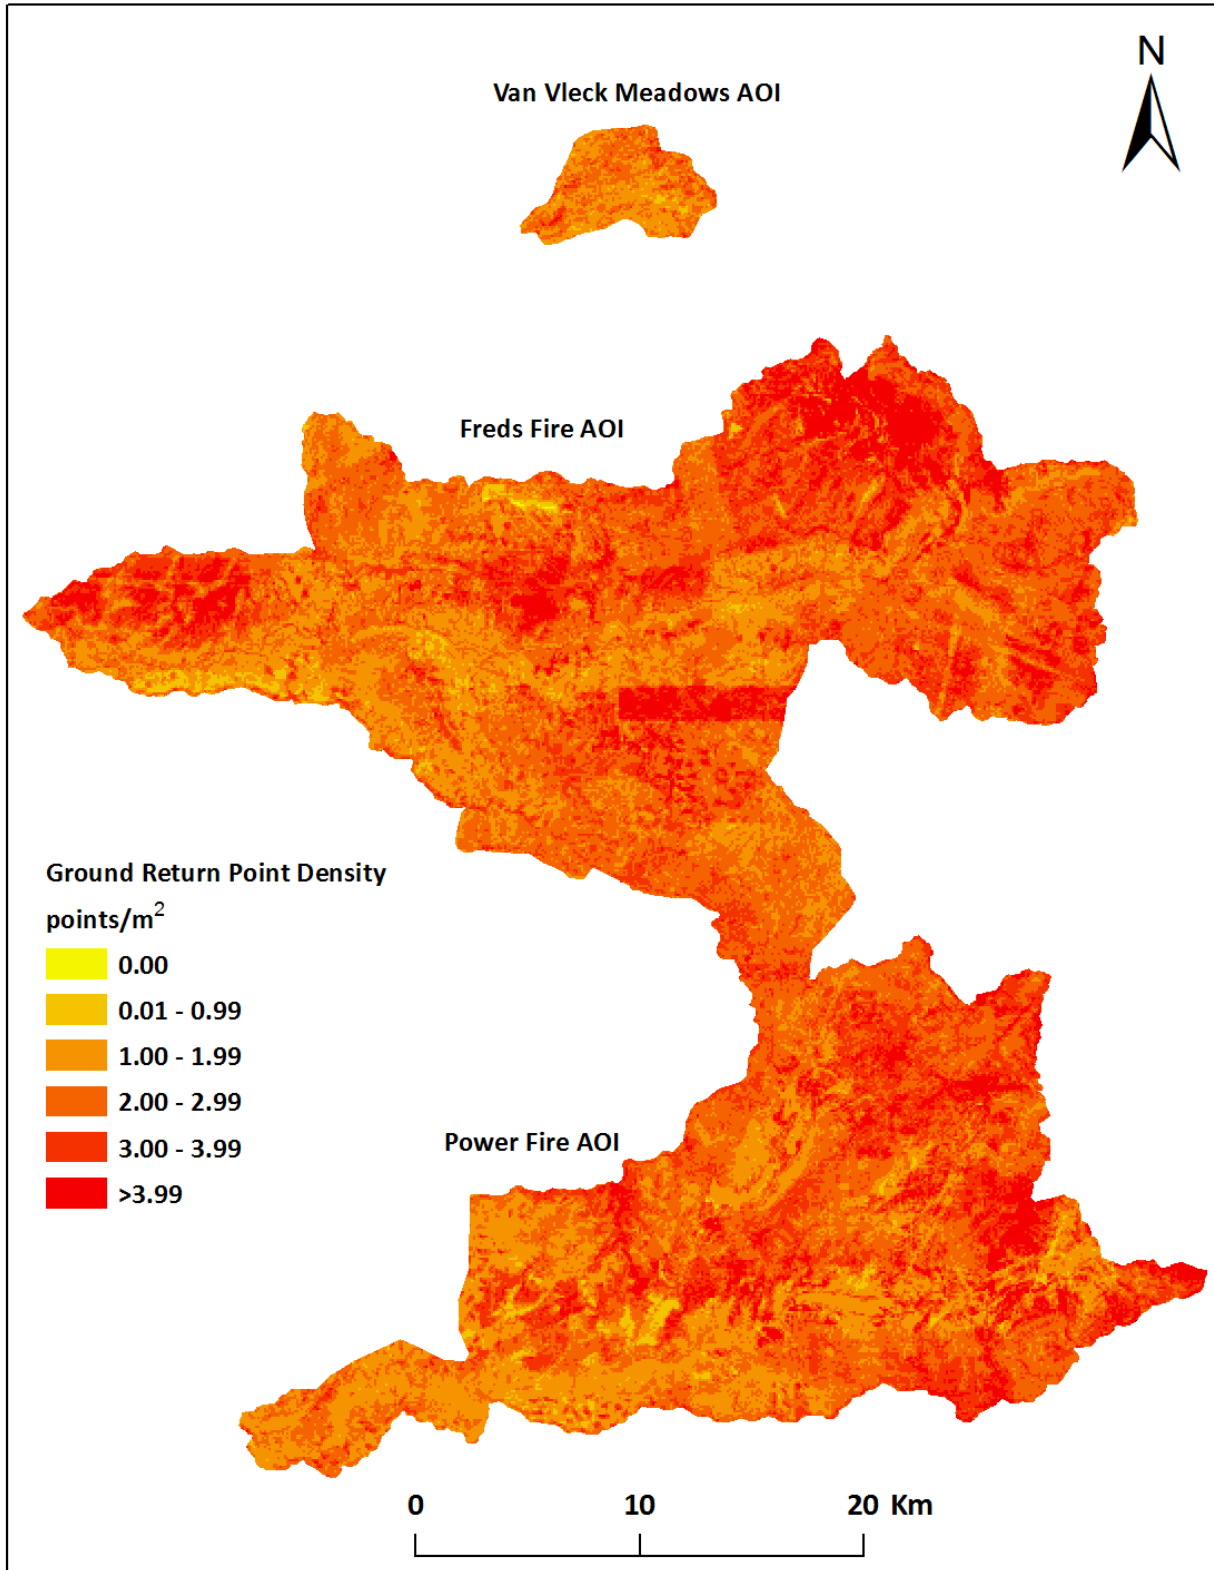 N
Van Vleck Meadows AOI
Freds Fire AOI
Ground Return Point Density
points/m²
0.00
0.01 - 0.99
1.00 - 1.99
2.00 - 2.99
3.00 - 3.99
>3.99
Power Fire AOI
0 10 20 Km